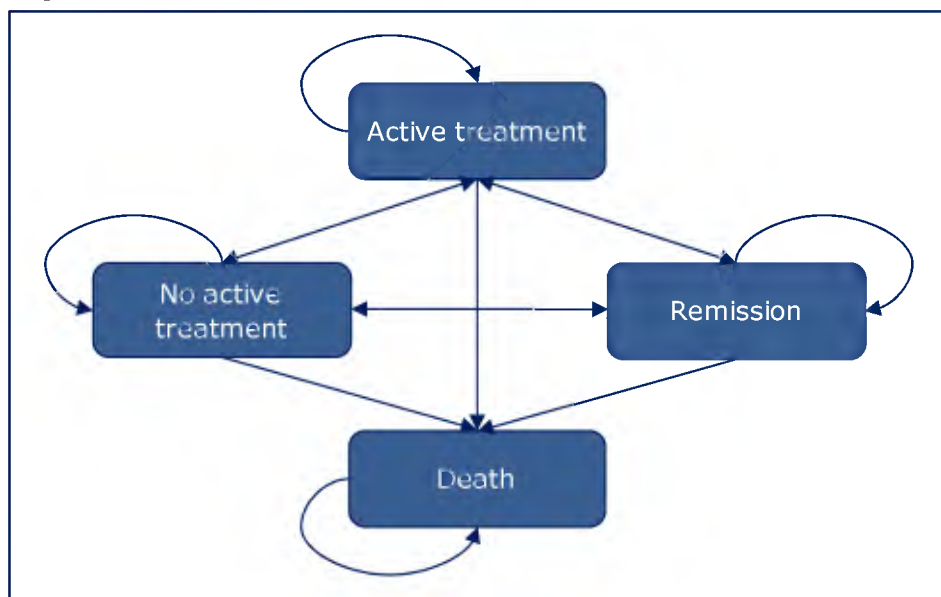 Active treatment
No active
treatment
Remission
Death